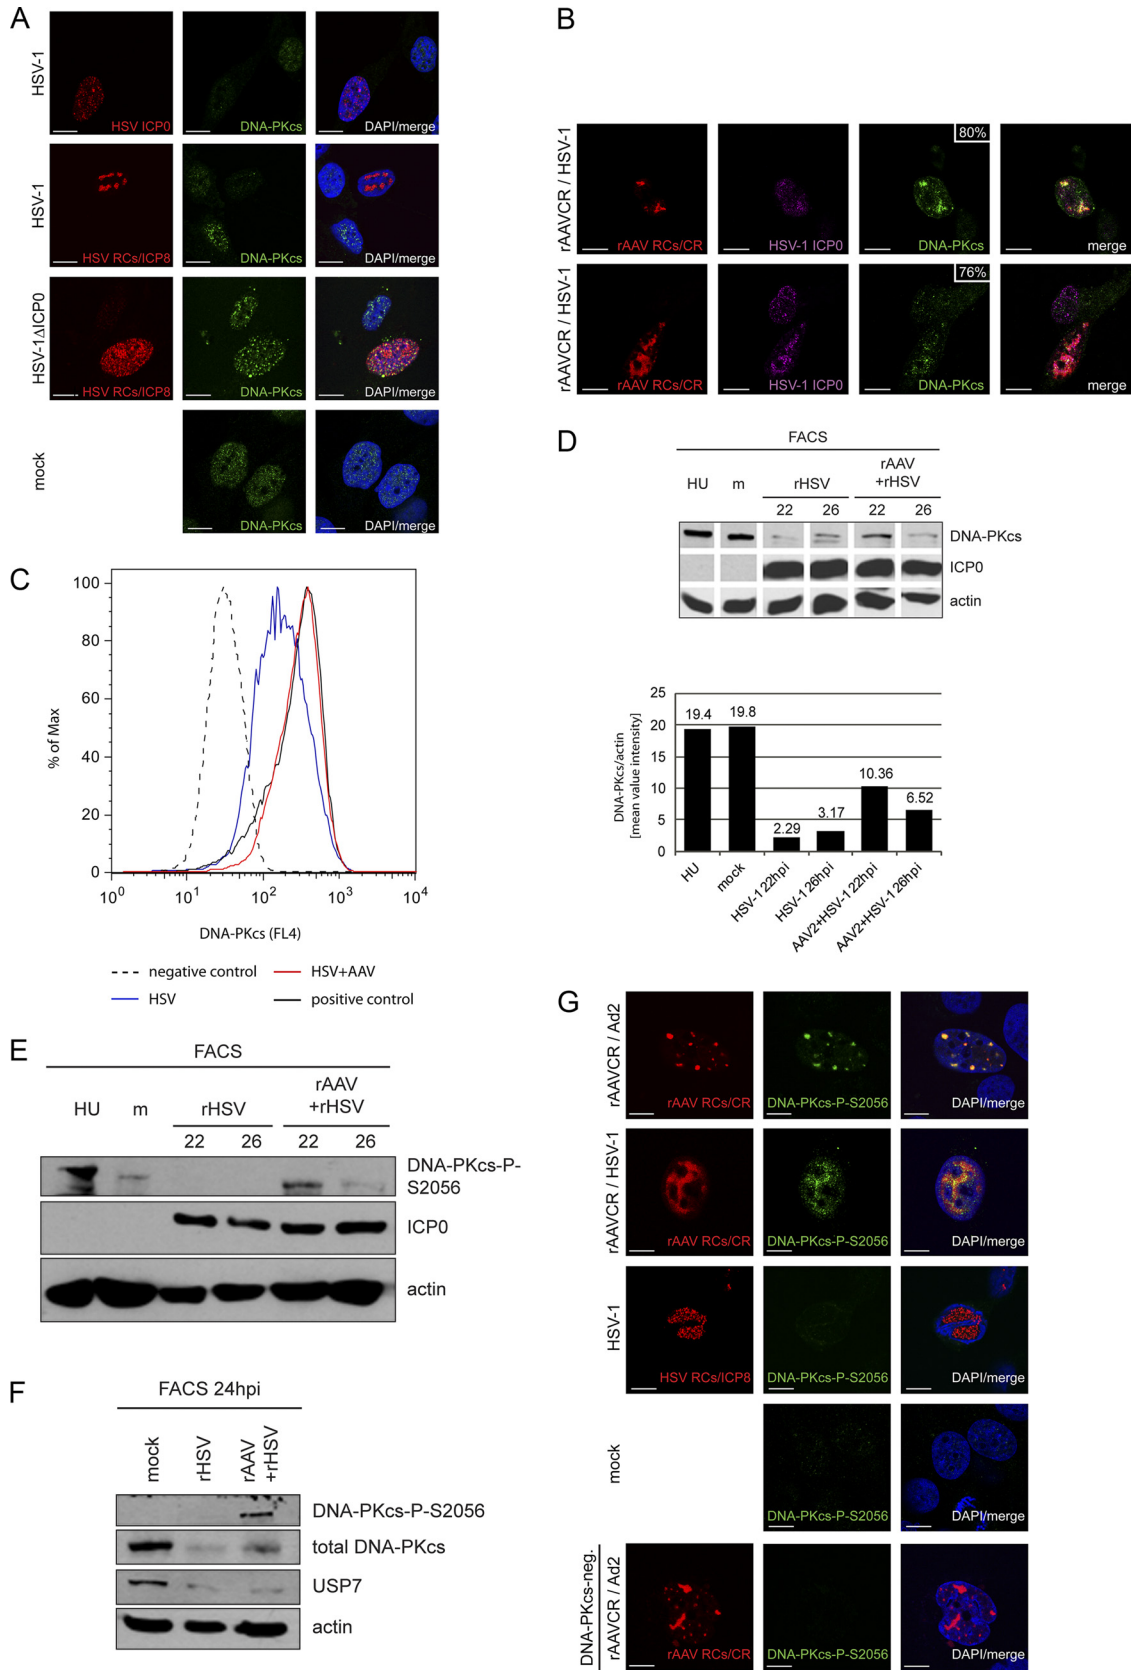 A
HSV-1
HSV ICP0
DNA-PKcs
DAPI/merge
HSV-1
HSV RCs/ICP8
DNA-PKcs
DAPI/merge
HSV-1ΔICP0
HSV RCs/ICP8
DNA-PKcs
DAPI/merge
mock
DNA-PKcs
DAPI/merge
B
rAAVCR / HSV-1
rAAV RCs/CR
HSV-1 ICP0
80%
DNA-PKcs
merge
rAAVCR / HSV-1
rAAV RCs/CR
HSV-1 ICP0
76%
DNA-PKcs
merge
C
% of Max
100
80
60
40
20
0
10^0
10^1
10^2
10^3
10^4
DNA-PKcs (FL4)
negative control
HSV+AAV
HSV
positive control
D
FACS
HU
m
rHSV
rAAV
+rHSV
22
26
22
26
DNA-PKcs
ICP0
actin
DNA-PKcs/actin
[mean value intensity]
25
20
15
10
5
0
19.4
19.8
2.29
3.17
10.36
6.52
HU
mock
HSV-1 22hpi
HSV-1 26hpi
AAV2+HSV-1 22hpi
AAV2+HSV-1 26hpi
E
FACS
HU
m
rHSV
rAAV
+rHSV
22
26
22
26
DNA-PKcs-P-
S2056
ICP0
actin
F
FACS 24hpi
mock
rHSV
rAAV
+rHSV
DNA-PKcs-P-S2056
total DNA-PKcs
USP7
actin
G
rAAVCR / Ad2
rAAV RCs/CR
DNA-PKcs-P-S2056
DAPI/merge
rAAVCR / HSV-1
rAAV RCs/CR
DNA-PKcs-P-S2056
DAPI/merge
HSV-1
HSV RCs/ICP8
DNA-PKcs-P-S2056
DAPI/merge
mock
DNA-PKcs-P-S2056
DAPI/merge
DNA-PKcs-neg.
rAAVCR / Ad2
rAAV RCs/CR
DNA-PKcs-P-S2056
DAPI/merge